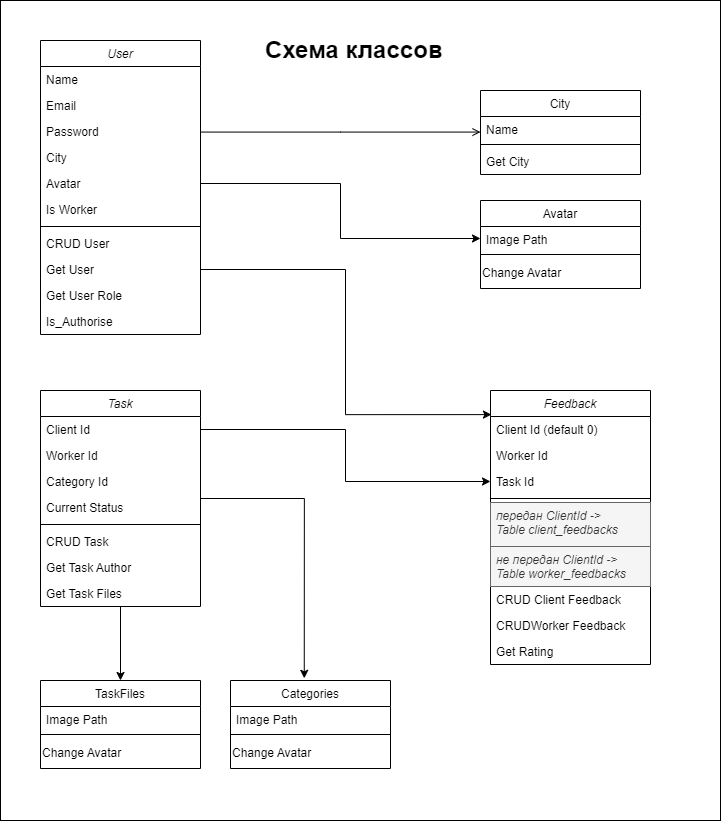 Схема классов
User
Name
Email
Password
City
Avatar
Is Worker
CRUD User
Get User
Get User Role
Is_Authorise
City
Name
Get City
Avatar
Image Path
Change Avatar
Task
Client Id
Worker Id
Category Id
Current Status
CRUD Task
Get Task Author
Get Task Files
Feedback
Client Id (default 0)
Worker Id
Task Id
передан ClientId ->
Table client_feedbacks
не передан ClientId ->
Table worker_feedbacks
CRUD Client Feedback
CRUDWorker Feedback
Get Rating
TaskFiles
Image Path
Change Avatar
Categories
Image Path
Change Avatar